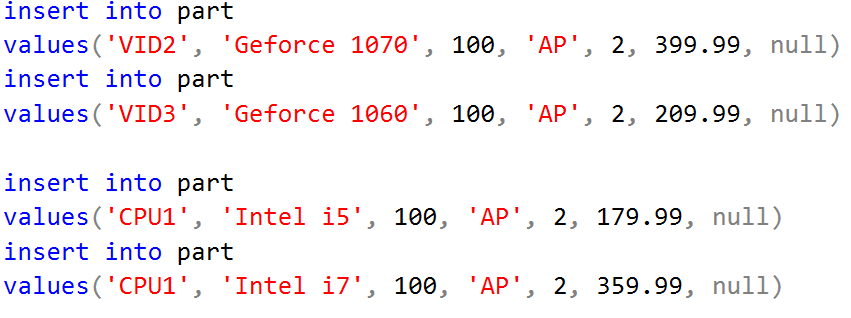 insert into part
values('VID2', 'Geforce 1070', 100, 'AP', 2, 399.99, null)
insert into part
values('VID3', 'Geforce 1060', 100, 'AP', 2, 209.99, null)
insert into part
values('CPU1', 'Intel i5', 100, 'AP', 2, 179.99, null)
insert into part
values('CPU1', 'Intel i7', 100, 'AP', 2, 359.99, null)